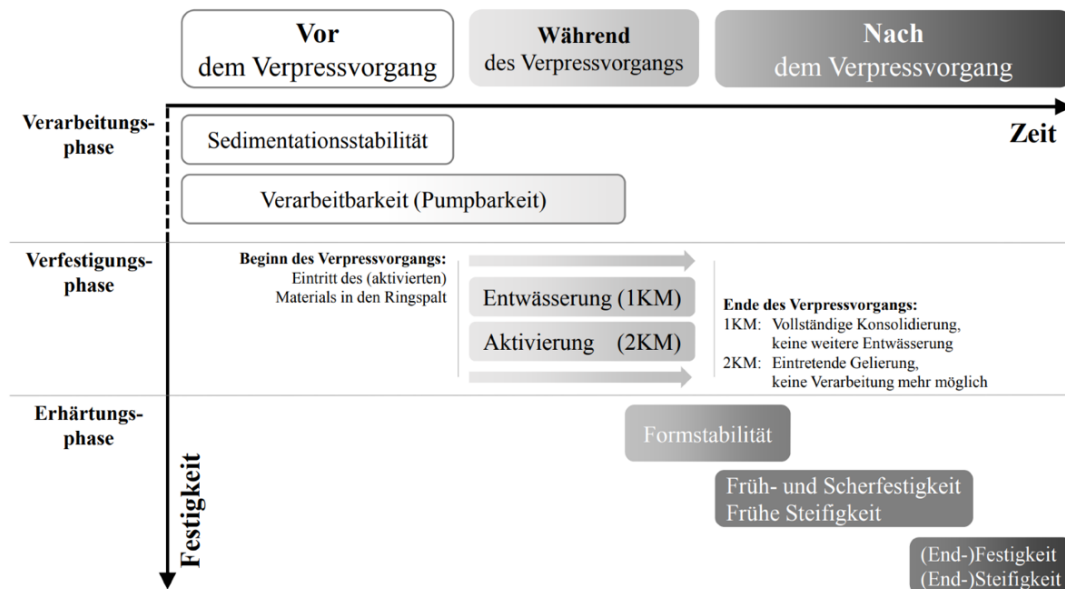 Vor
dem Verpressvorgang
Während
des Verpressvorgangs
Nach
dem Verpressvorgang
Zeit
Verarbeitungs-
phase
Sedimentationsstabilität
Verarbeitbarkeit (Pumpbarkeit)
Verfestigungs-
phase
Beginn des Verpressvorgangs:
Eintritt des (aktivierten)
Materials in den Ringspalt
Entwässerung (1KM)
Aktivierung (2KM)
Ende des Verpressvorgangs:
1KM: Vollständige Konsolidierung,
keine weitere Entwässerung
2KM: Eintretende Gelierung,
keine Verarbeitung mehr möglich
Erhärtungs-
phase
Festigkeit
Formstabilität
Früh- und Scherfestigkeit
Frühe Steifigkeit
(End-)Festigkeit
(End-)Steifigkeit